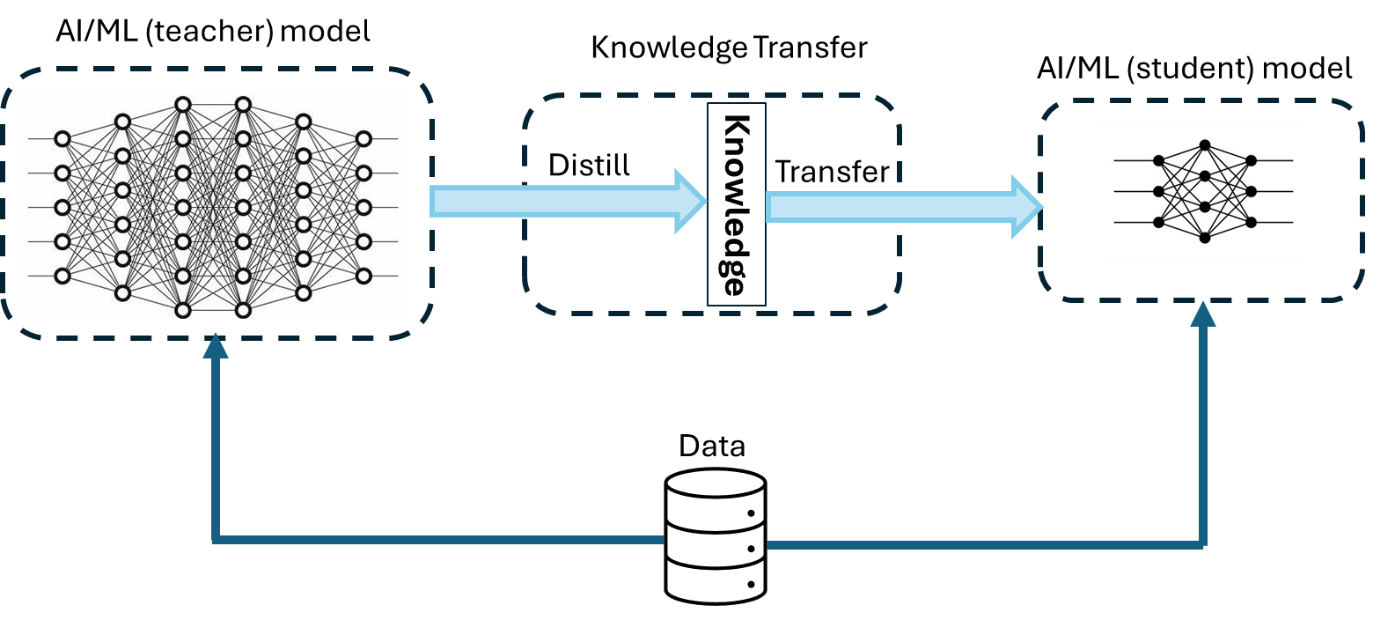 AI/ML (teacher) model
Knowledge Transfer
AI/ML (student) model
Distill
Knowledge
Transfer
Data